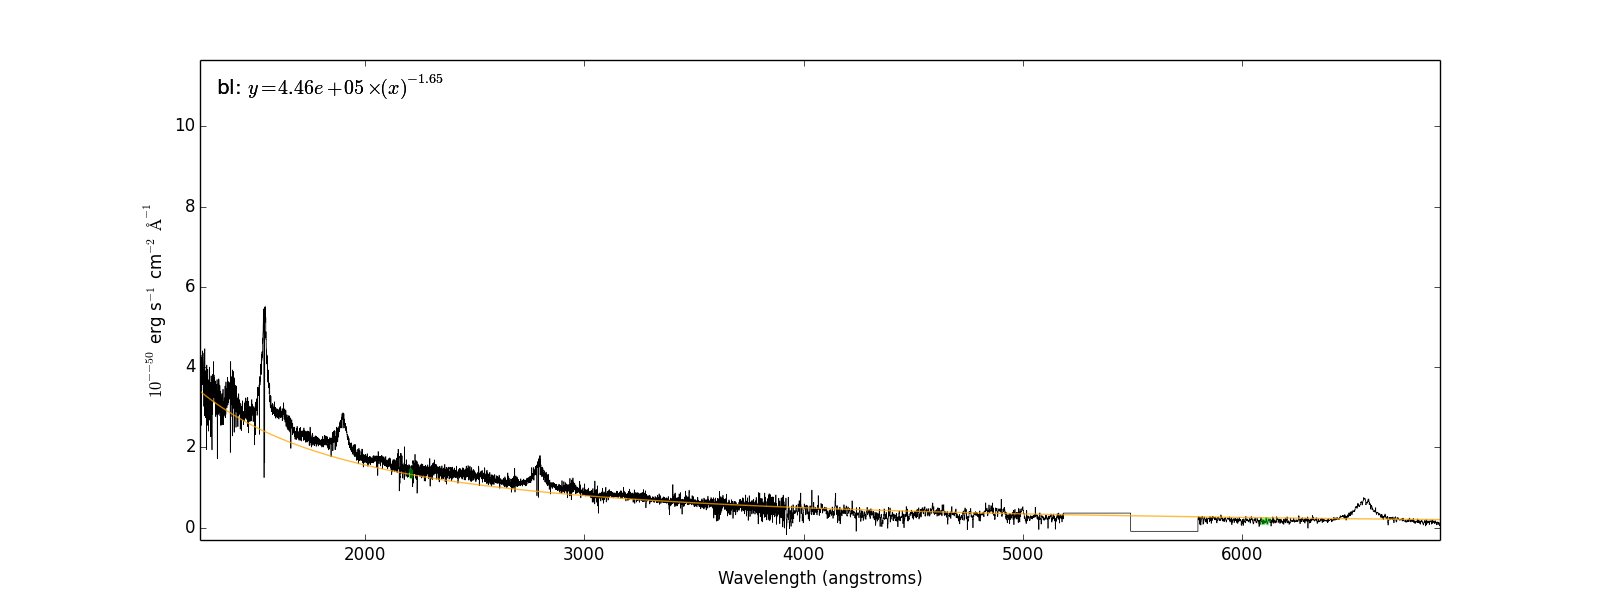 bl: y=4.46e+05×(x)^−1.65
10
8
6
4
2
0
10^−−50 erg s^−1 cm^−2 Å^−1
2000 3000 4000 5000 6000
Wavelength (angstroms)